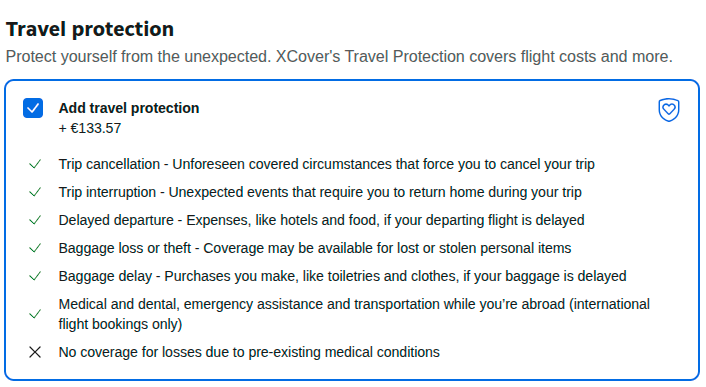 Travel protection
Protect yourself from the unexpected. XCover's Travel Protection covers flight costs and more.
Add travel protection
+ €133.57
Trip cancellation - Unforeseen covered circumstances that force you to cancel your trip
Trip interruption - Unexpected events that require you to return home during your trip
Delayed departure - Expenses, like hotels and food, if your departing flight is delayed
Baggage loss or theft - Coverage may be available for lost or stolen personal items
Baggage delay - Purchases you make, like toiletries and clothes, if your baggage is delayed
Medical and dental, emergency assistance and transportation while you’re abroad (international
flight bookings only)
No coverage for losses due to pre-existing medical conditions